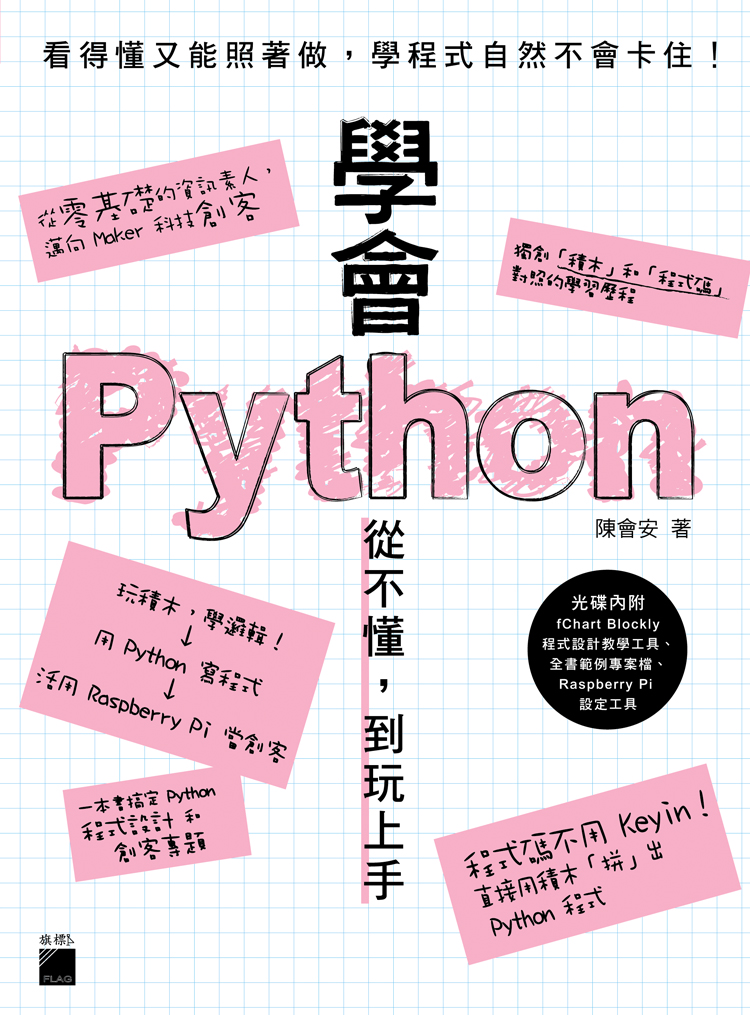 看得懂又能照著做，學程式自然不會卡住！
學會
Python
從不懂，到玩上手
陳會安 著
從零基礎的資訊素人，
邁向 Maker 科技創客
獨創「積木」和「程式碼」
對照的學習歷程
玩積木，學邏輯！
↓
用 Python 寫程式
↓
活用 Raspberry Pi 當創客
光碟內附
fChart Blockly
程式設計教學工具、
全書範例專案檔、
Raspberry Pi
設定工具
一本書搞定 Python
程式設計 和
創客專題
程式碼不用 Keyin！
直接用積木「拼」出
Python 程式
旗標
FLAG